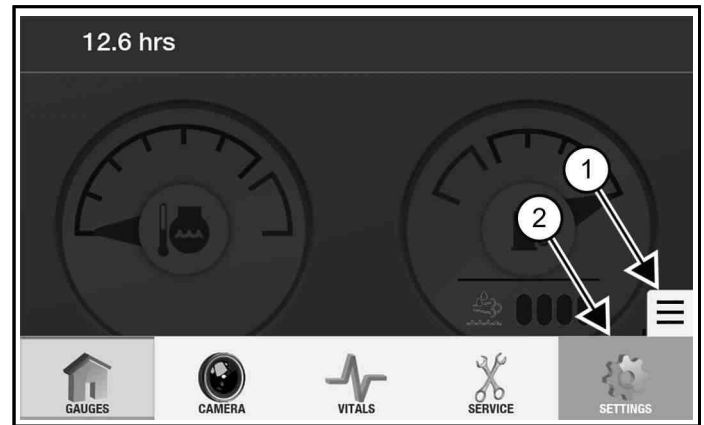 12.6 hrs
1
2
GAUGES
CAMERA
VITALS
SERVICE
SETTINGS